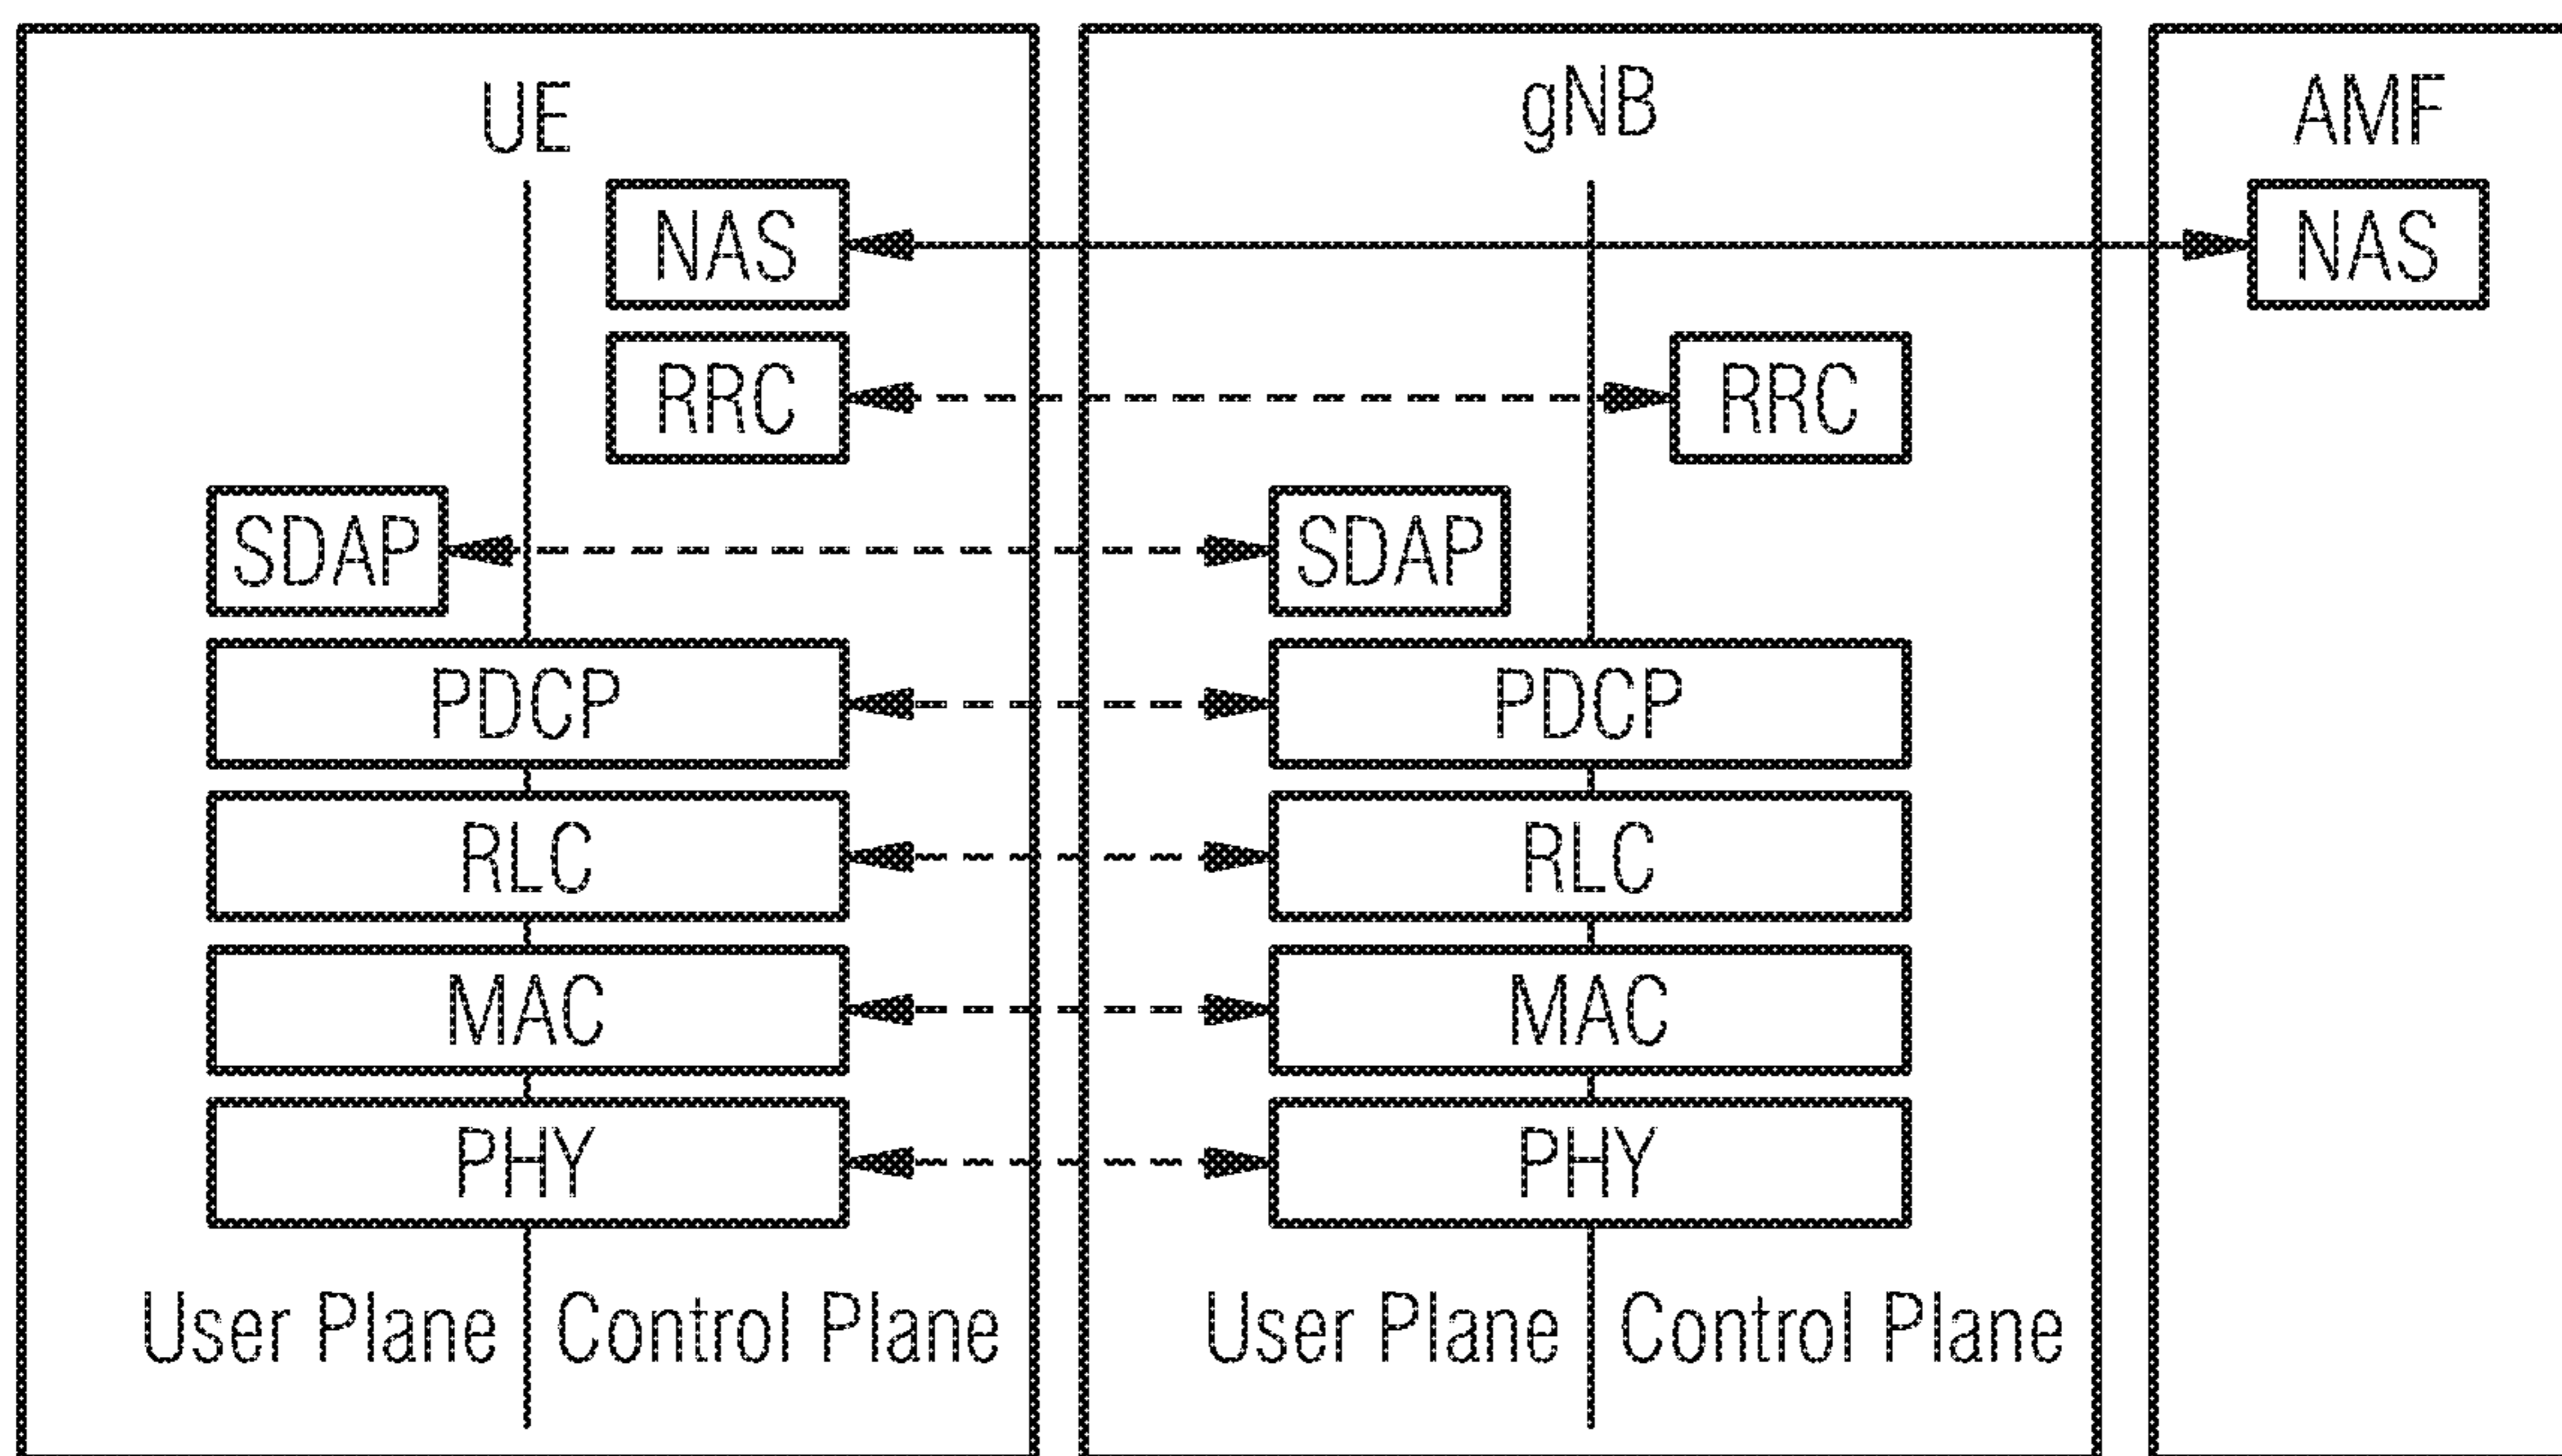 UE
gNB
AMF
NAS
NAS
RRC
RRC
SDAP
SDAP
PDCP
PDCP
RLC
RLC
MAC
MAC
PHY
PHY
User Plane
Control Plane
User Plane
Control Plane